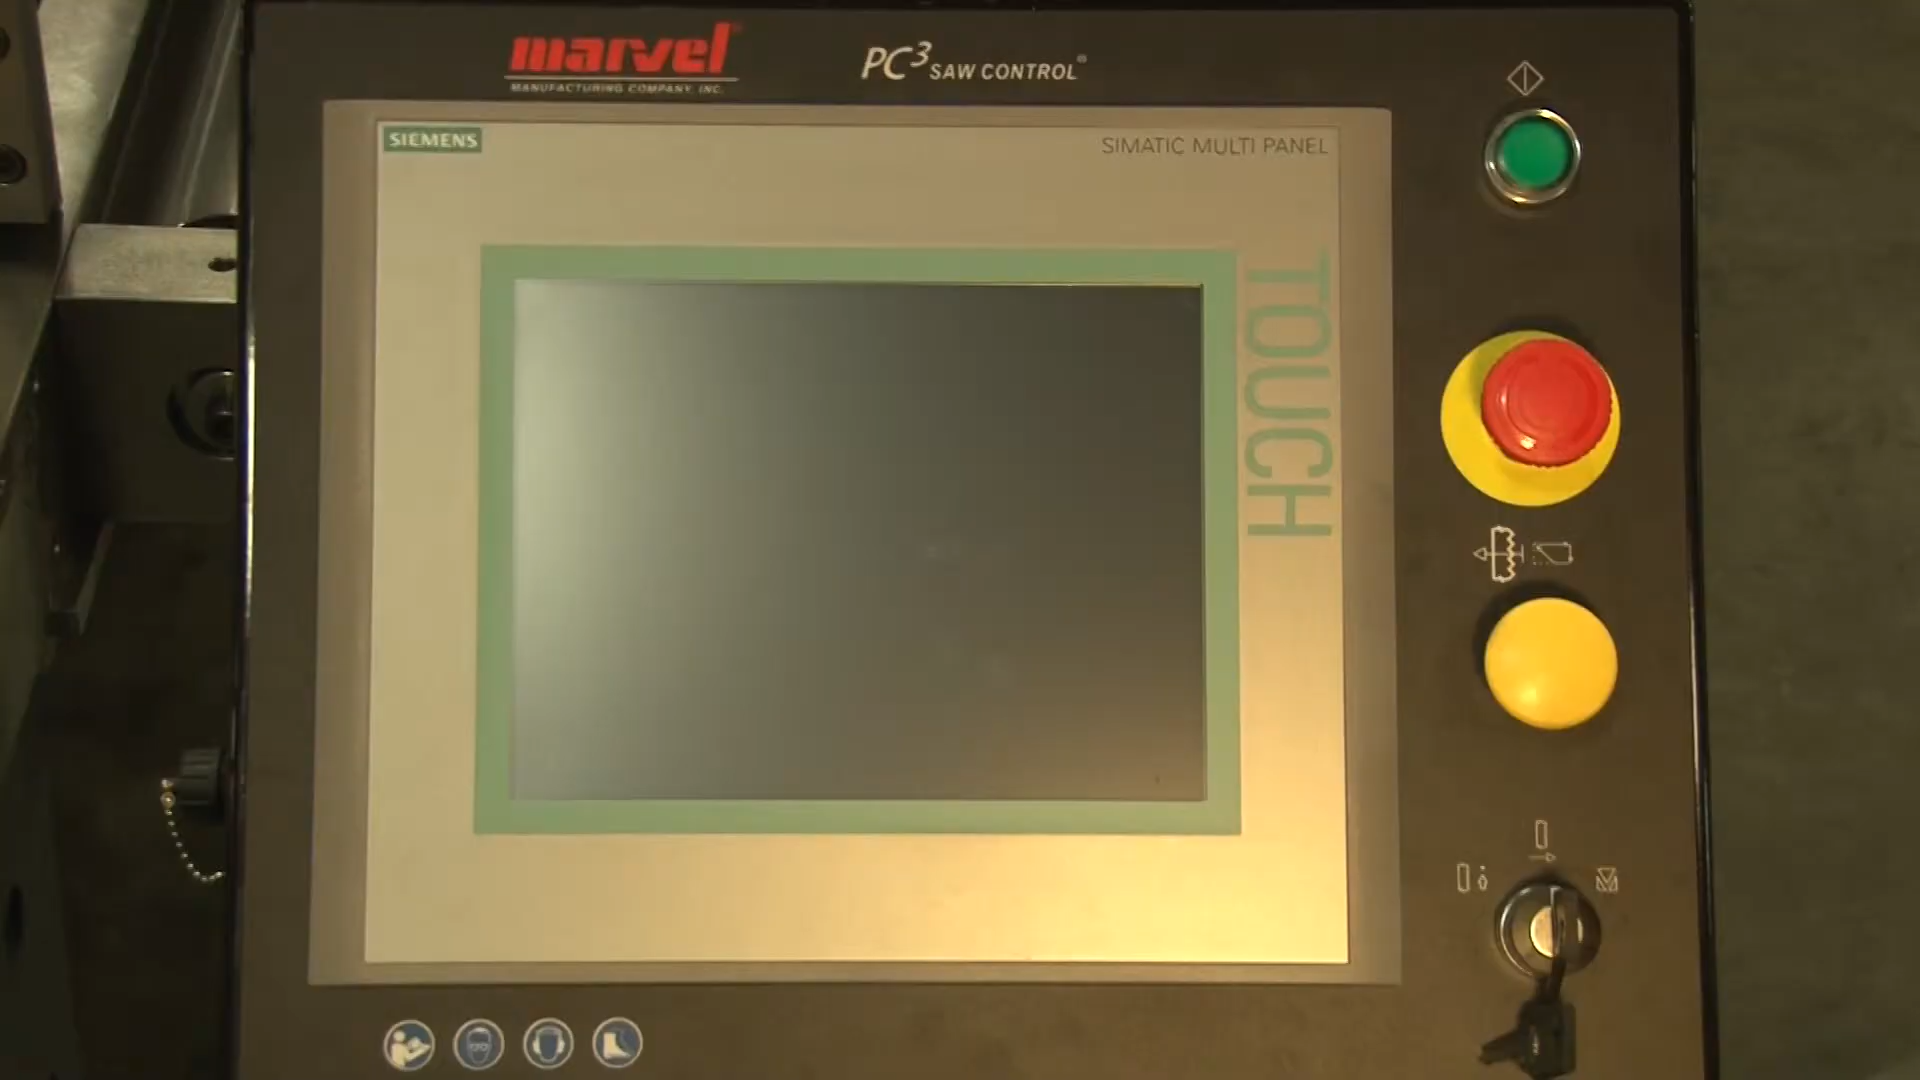 marvel®
MANUFACTURING COMPANY, INC.
PC³ SAW CONTROL®
SIEMENS
SIMATIC MULTI PANEL
TOUCH